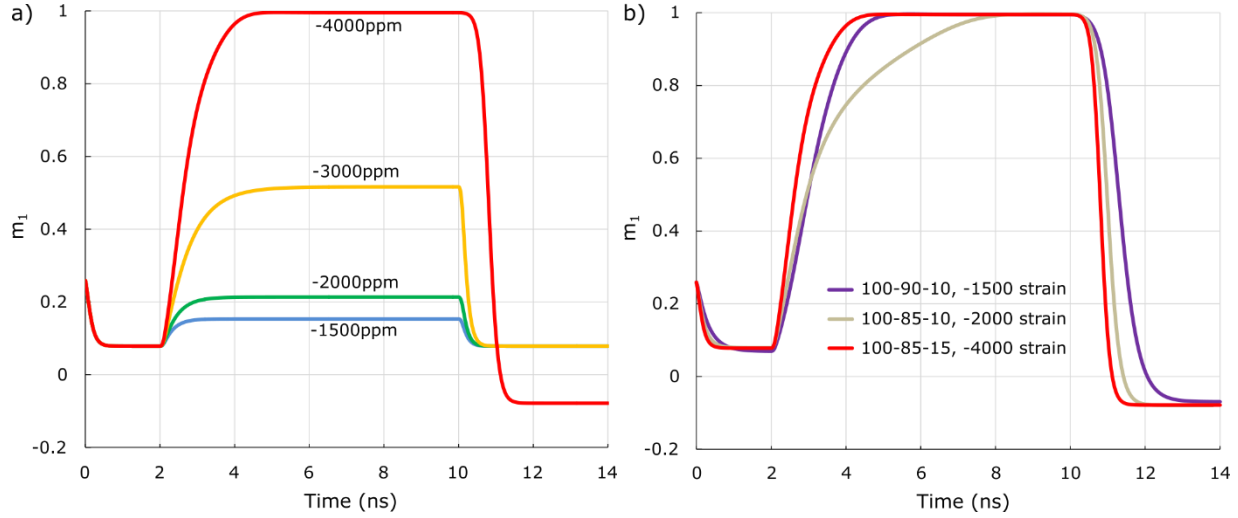 a)
1
0.8
0.6
0.4
0.2
0
-0.2
m₁
-4000ppm
-3000ppm
-2000ppm
-1500ppm
0 2 4 6 8 10 12 14
Time (ns)
b)
1
0.8
0.6
0.4
0.2
0
-0.2
m₁
100-90-10, -1500 strain
100-85-10, -2000 strain
100-85-15, -4000 strain
0 2 4 6 8 10 12 14
Time (ns)